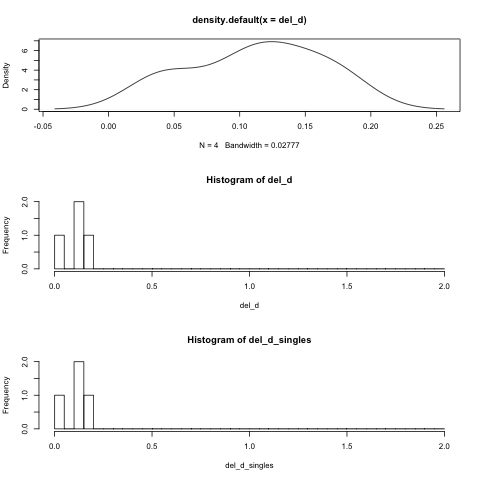 density.default(x = del_d)
Density
0 2 4 6
-0.05 0.00 0.05 0.10 0.15 0.20 0.25
N = 4 Bandwidth = 0.02777
Histogram of del_d
Frequency
0.0 1.0 2.0
0.0 0.5 1.0 1.5 2.0
del_d
Histogram of del_d_singles
Frequency
0.0 1.0 2.0
0.0 0.5 1.0 1.5 2.0
del_d_singles